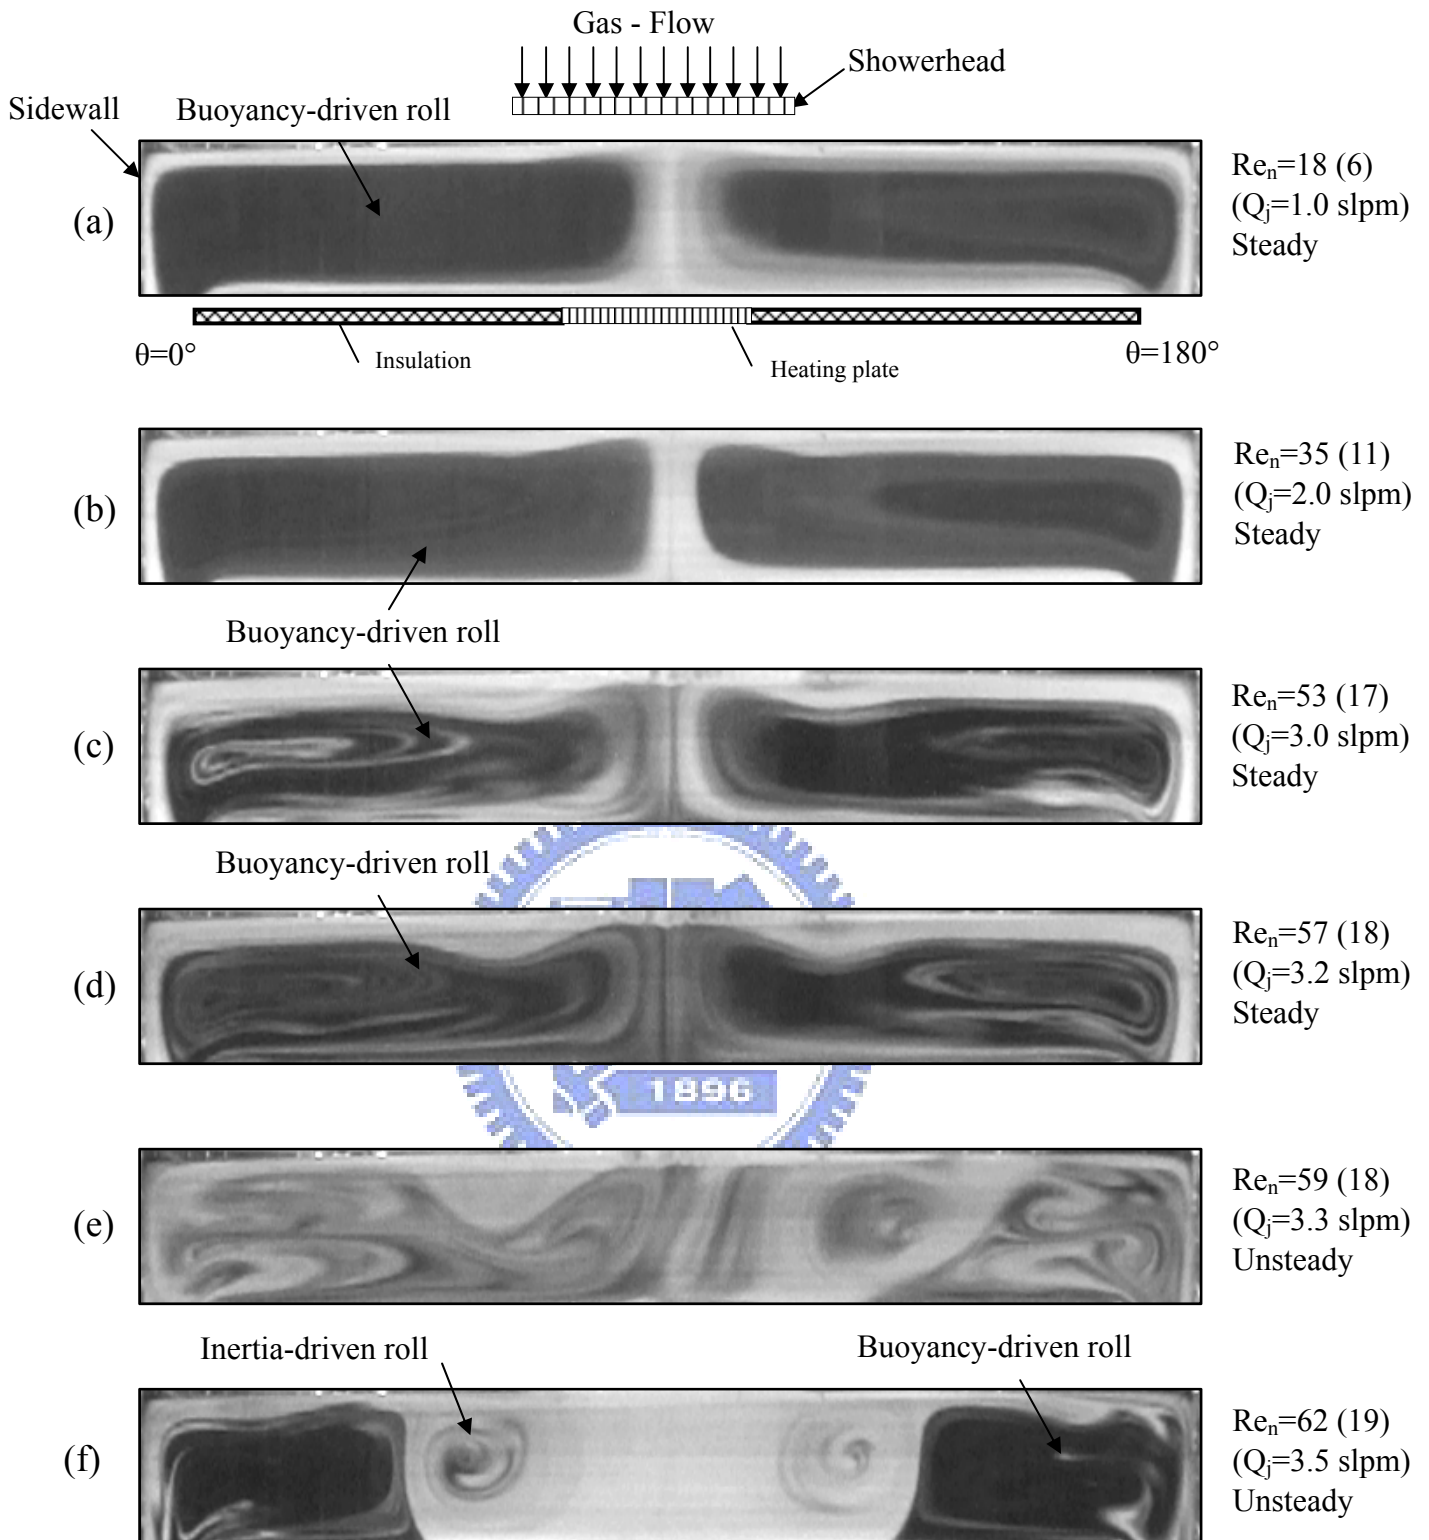 Gas - Flow
Showerhead
Sidewall
Buoyancy-driven roll
(a)
Reₙ=18 (6)
(Qⱼ=1.0 slpm)
Steady
θ=0°
Insulation
Heating plate
θ=180°
(b)
Reₙ=35 (11)
(Qⱼ=2.0 slpm)
Steady
Buoyancy-driven roll
(c)
Reₙ=53 (17)
(Qⱼ=3.0 slpm)
Steady
Buoyancy-driven roll
(d)
Reₙ=57 (18)
(Qⱼ=3.2 slpm)
Steady
1896
(e)
Reₙ=59 (18)
(Qⱼ=3.3 slpm)
Unsteady
Inertia-driven roll
Buoyancy-driven roll
(f)
Reₙ=62 (19)
(Qⱼ=3.5 slpm)
Unsteady